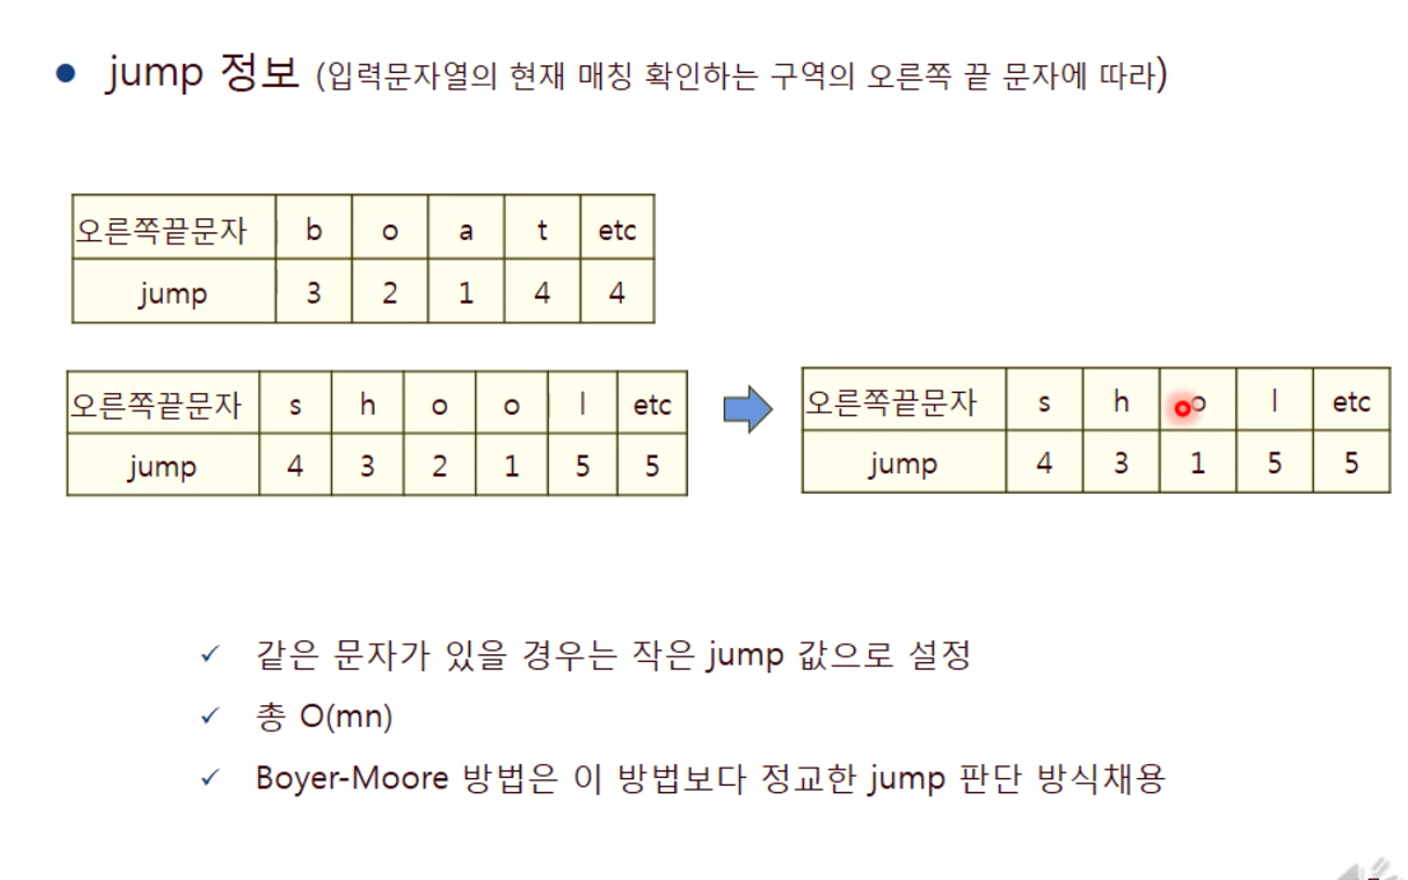 jump 정보 (입력문자열의 현재 매칭 확인하는 구역의 오른쪽 끝 문자에 따라)
오른쪽끝문자 b o a t etc
jump 3 2 1 4 4
오른쪽끝문자 s h o o l etc
jump 4 3 2 1 5 5
오른쪽끝문자 s h o l etc
jump 4 3 1 5 5
같은 문자가 있을 경우는 작은 jump 값으로 설정
총 O(mn)
Boyer-Moore 방법은 이 방법보다 정교한 jump 판단 방식채용